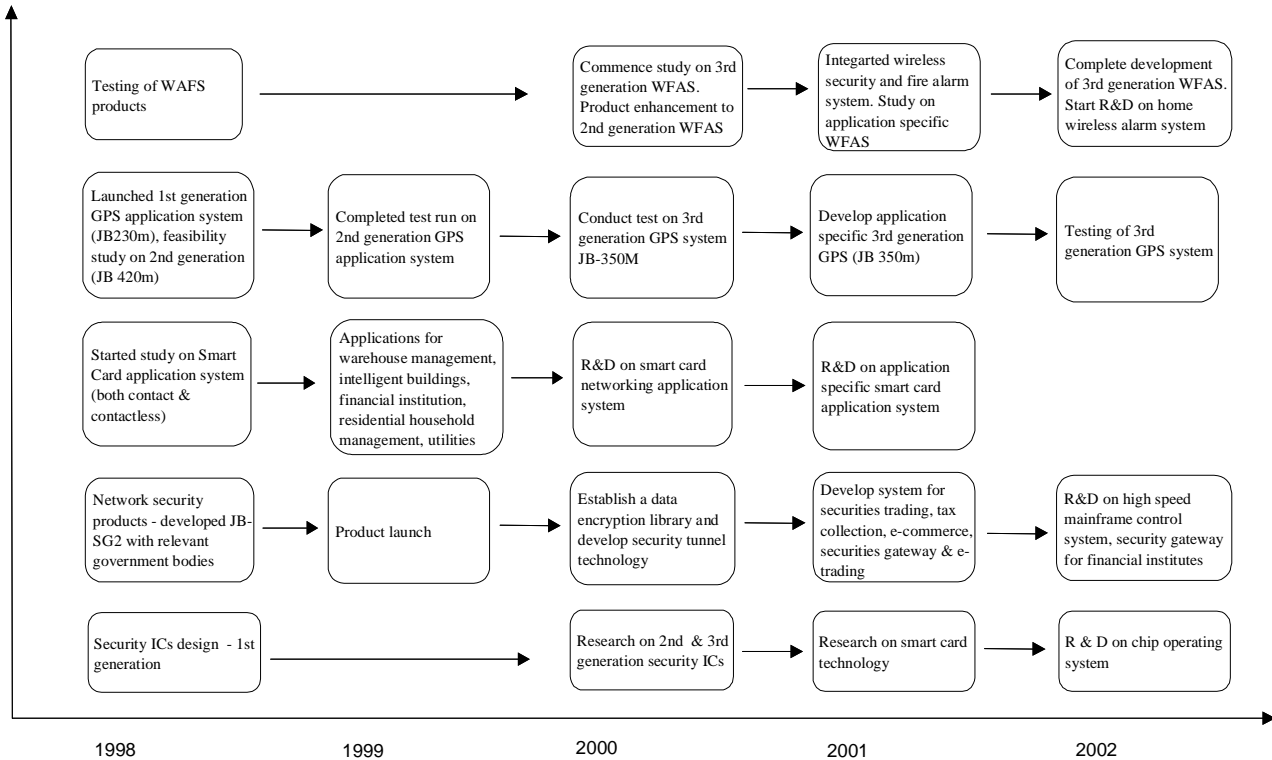 Testing of WAFS
products
Commence study on 3rd
generation WFAS.
Product enhancement to
2nd generation WFAS
Integarted wireless
security and fire alarm
system. Study on
application specific
WFAS
Complete development
of 3rd generation WFAS.
Start R&D on home
wireless alarm system
Launched 1st generation
GPS application system
(JB230m), feasibility
study on 2nd generation
(JB 420m)
Completed test run on
2nd generation GPS
application system
Conduct test on 3rd
generation GPS system
JB-350M
Develop application
specific 3rd generation
GPS (JB 350m)
Testing of 3rd
generation GPS system
Started study on Smart
Card application system
(both contact &
contactless)
Applications for
warehouse management,
intelligent buildings,
financial institution,
residential household
management, utilities
R&D on smart card
networking application
system
R&D on application
specific smart card
application system
Network security
products - developed JB-
SG2 with relevant
government bodies
Product launch
Establish a data
encryption library and
develop security tunnel
technology
Develop system for
securities trading, tax
collection, e-commerce,
securities gateway & e-
trading
R&D on high speed
mainframe control
system, security gateway
for financial institutes
Security ICs design - 1st
generation
Research on 2nd & 3rd
generation security ICs
Research on smart card
technology
R & D on chip operating
system
1998
1999
2000
2001
2002